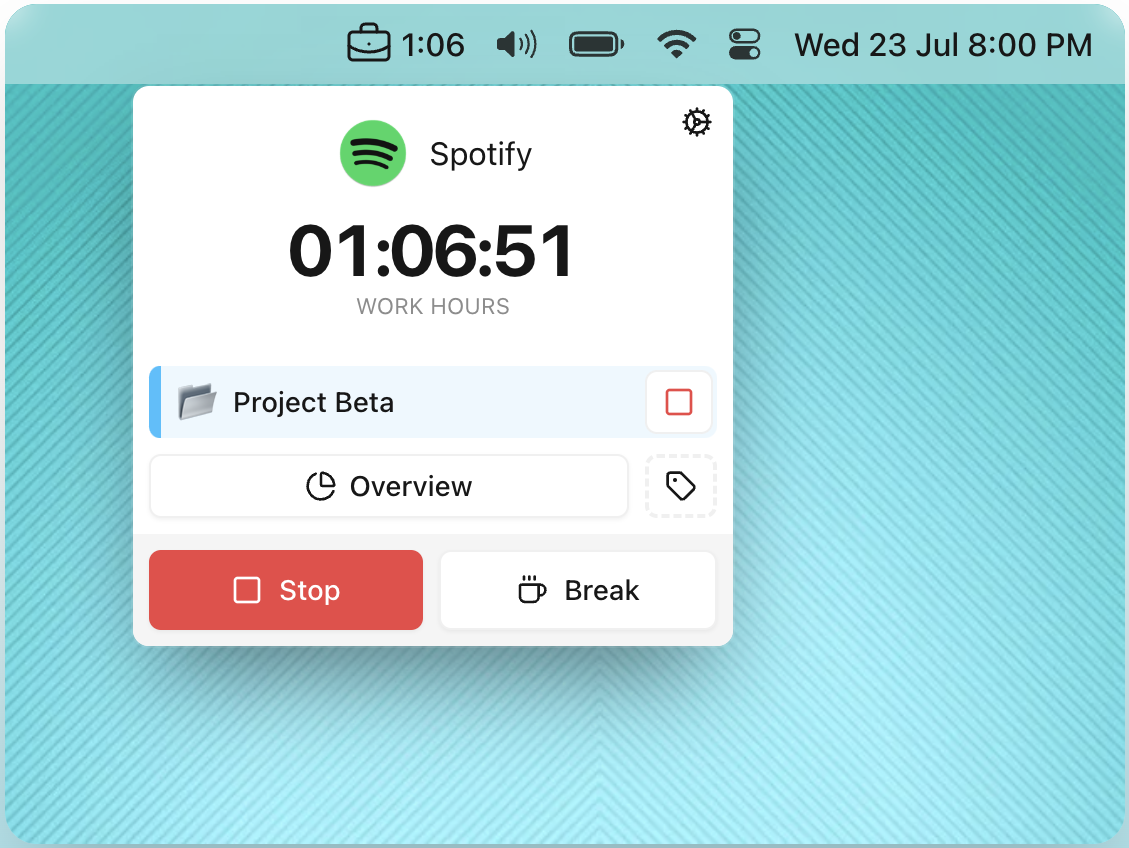 1:06 Wed 23 Jul 8:00 PM
Spotify
01:06:51
WORK HOURS
Project Beta
Overview
Stop Break